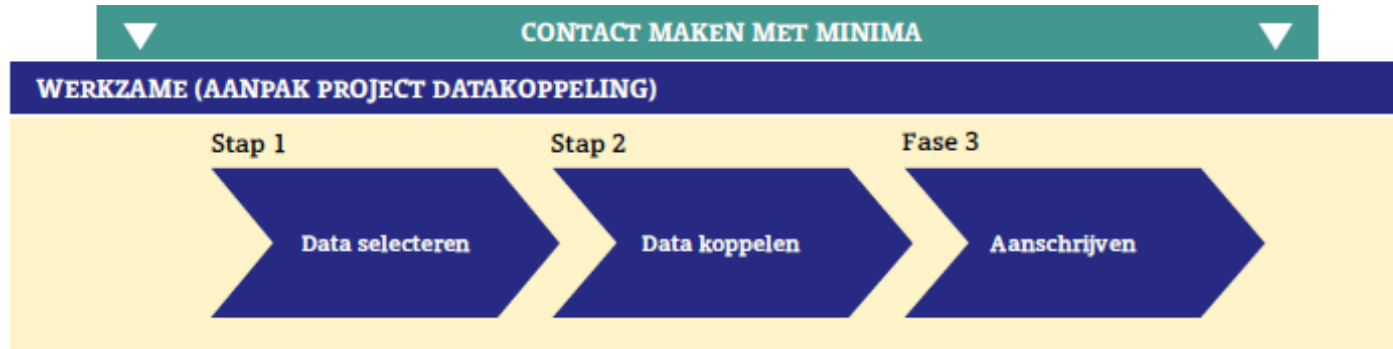 CONTACT MAKEN MET MINIMA
WERKZAME (AANPAK PROJECT DATAKOPPELING)
Stap 1
Stap 2
Fase 3
Data selecteren
Data koppelen
Aanschrijven